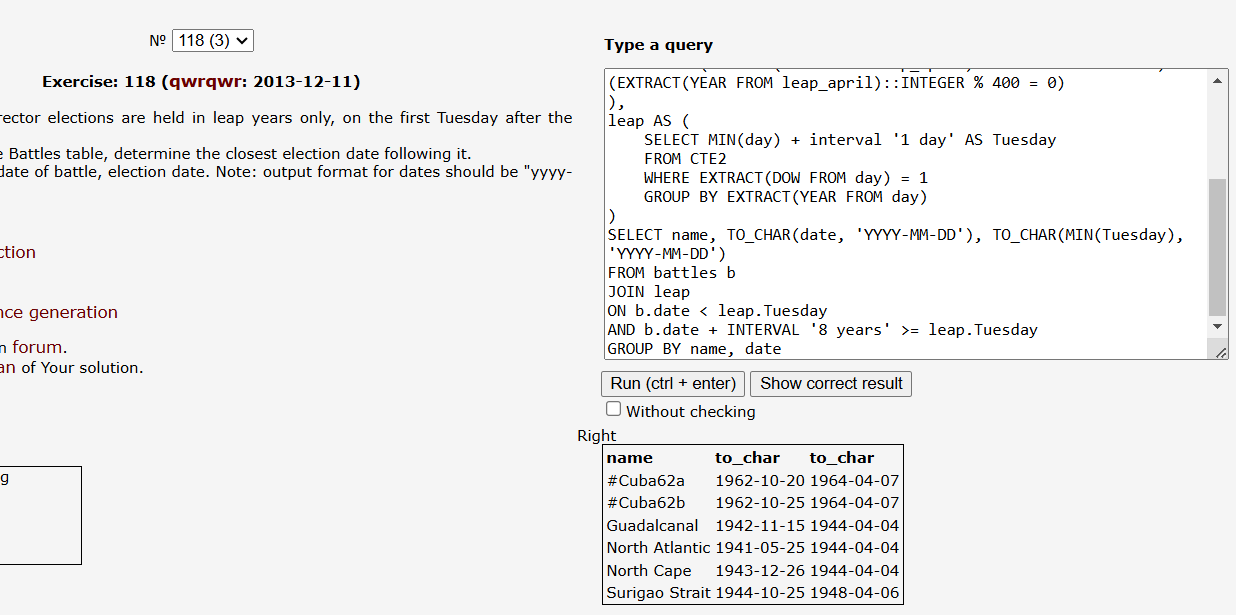 № 118 (3)
Exercise: 118 (qwrqwr: 2013-12-11)
rector elections are held in leap years only, on the first Tuesday after the
Battles table, determine the closest election date following it.
date of battle, election date. Note: output format for dates should be "yyyy-
ction
nce generation
n forum.
an of Your solution.
g
Type a query
(EXTRACT(YEAR FROM leap_april)::INTEGER % 400 = 0)
),
leap AS (
SELECT MIN(day) + interval '1 day' AS Tuesday
FROM CTE2
WHERE EXTRACT(DOW FROM day) = 1
GROUP BY EXTRACT(YEAR FROM day)
)
SELECT name, TO_CHAR(date, 'YYYY-MM-DD'), TO_CHAR(MIN(Tuesday),
'YYYY-MM-DD')
FROM battles b
JOIN leap
ON b.date < leap.Tuesday
AND b.date + INTERVAL '8 years' >= leap.Tuesday
GROUP BY name, date
Run (ctrl + enter) Show correct result
Without checking
Right
name to_char to_char
#Cuba62a 1962-10-20 1964-04-07
#Cuba62b 1962-10-25 1964-04-07
Guadalcanal 1942-11-15 1944-04-04
North Atlantic 1941-05-25 1944-04-04
North Cape 1943-12-26 1944-04-04
Surigao Strait 1944-10-25 1948-04-06